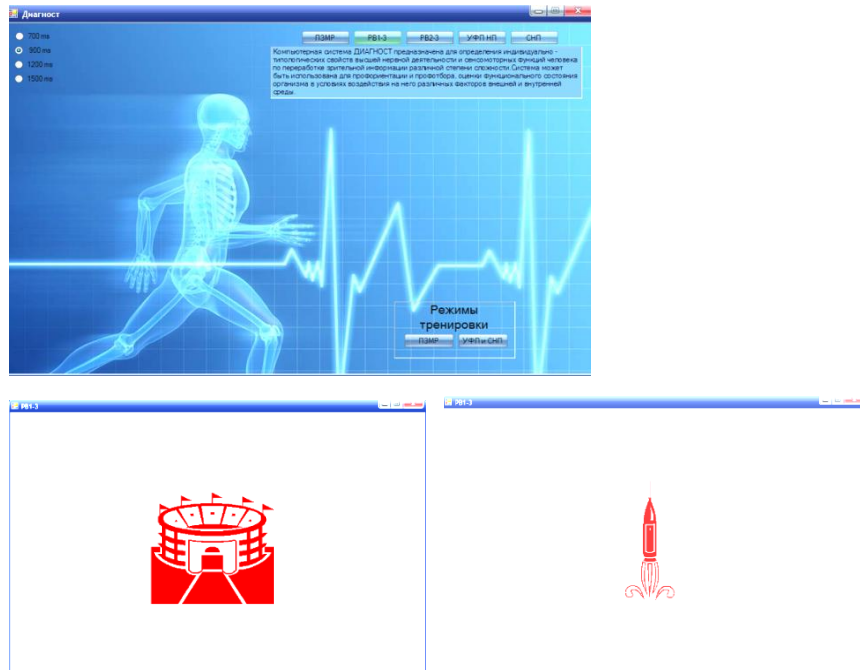 Диагност
700 ms
900 ms
1200 ms
1500 ms
ПЗМР РВ1-3 РВ2-3 УФП НП СНП
Компьютерная система ДИАГНОСТ предназначена для определения индивидуально -
типологических свойств высшей нервной деятельности и сенсомоторных функций человека
по переработке зрительной информации различной степени сложности.Система может
быть использована для профориентации и профотбора, оценки функционального состояния
организма в условиях воздействия на него различных факторов внешней и внутренней
среды.
Режимы
тренировки
ПЗМР УФП и СНП
РВ1-3
РВ1-3